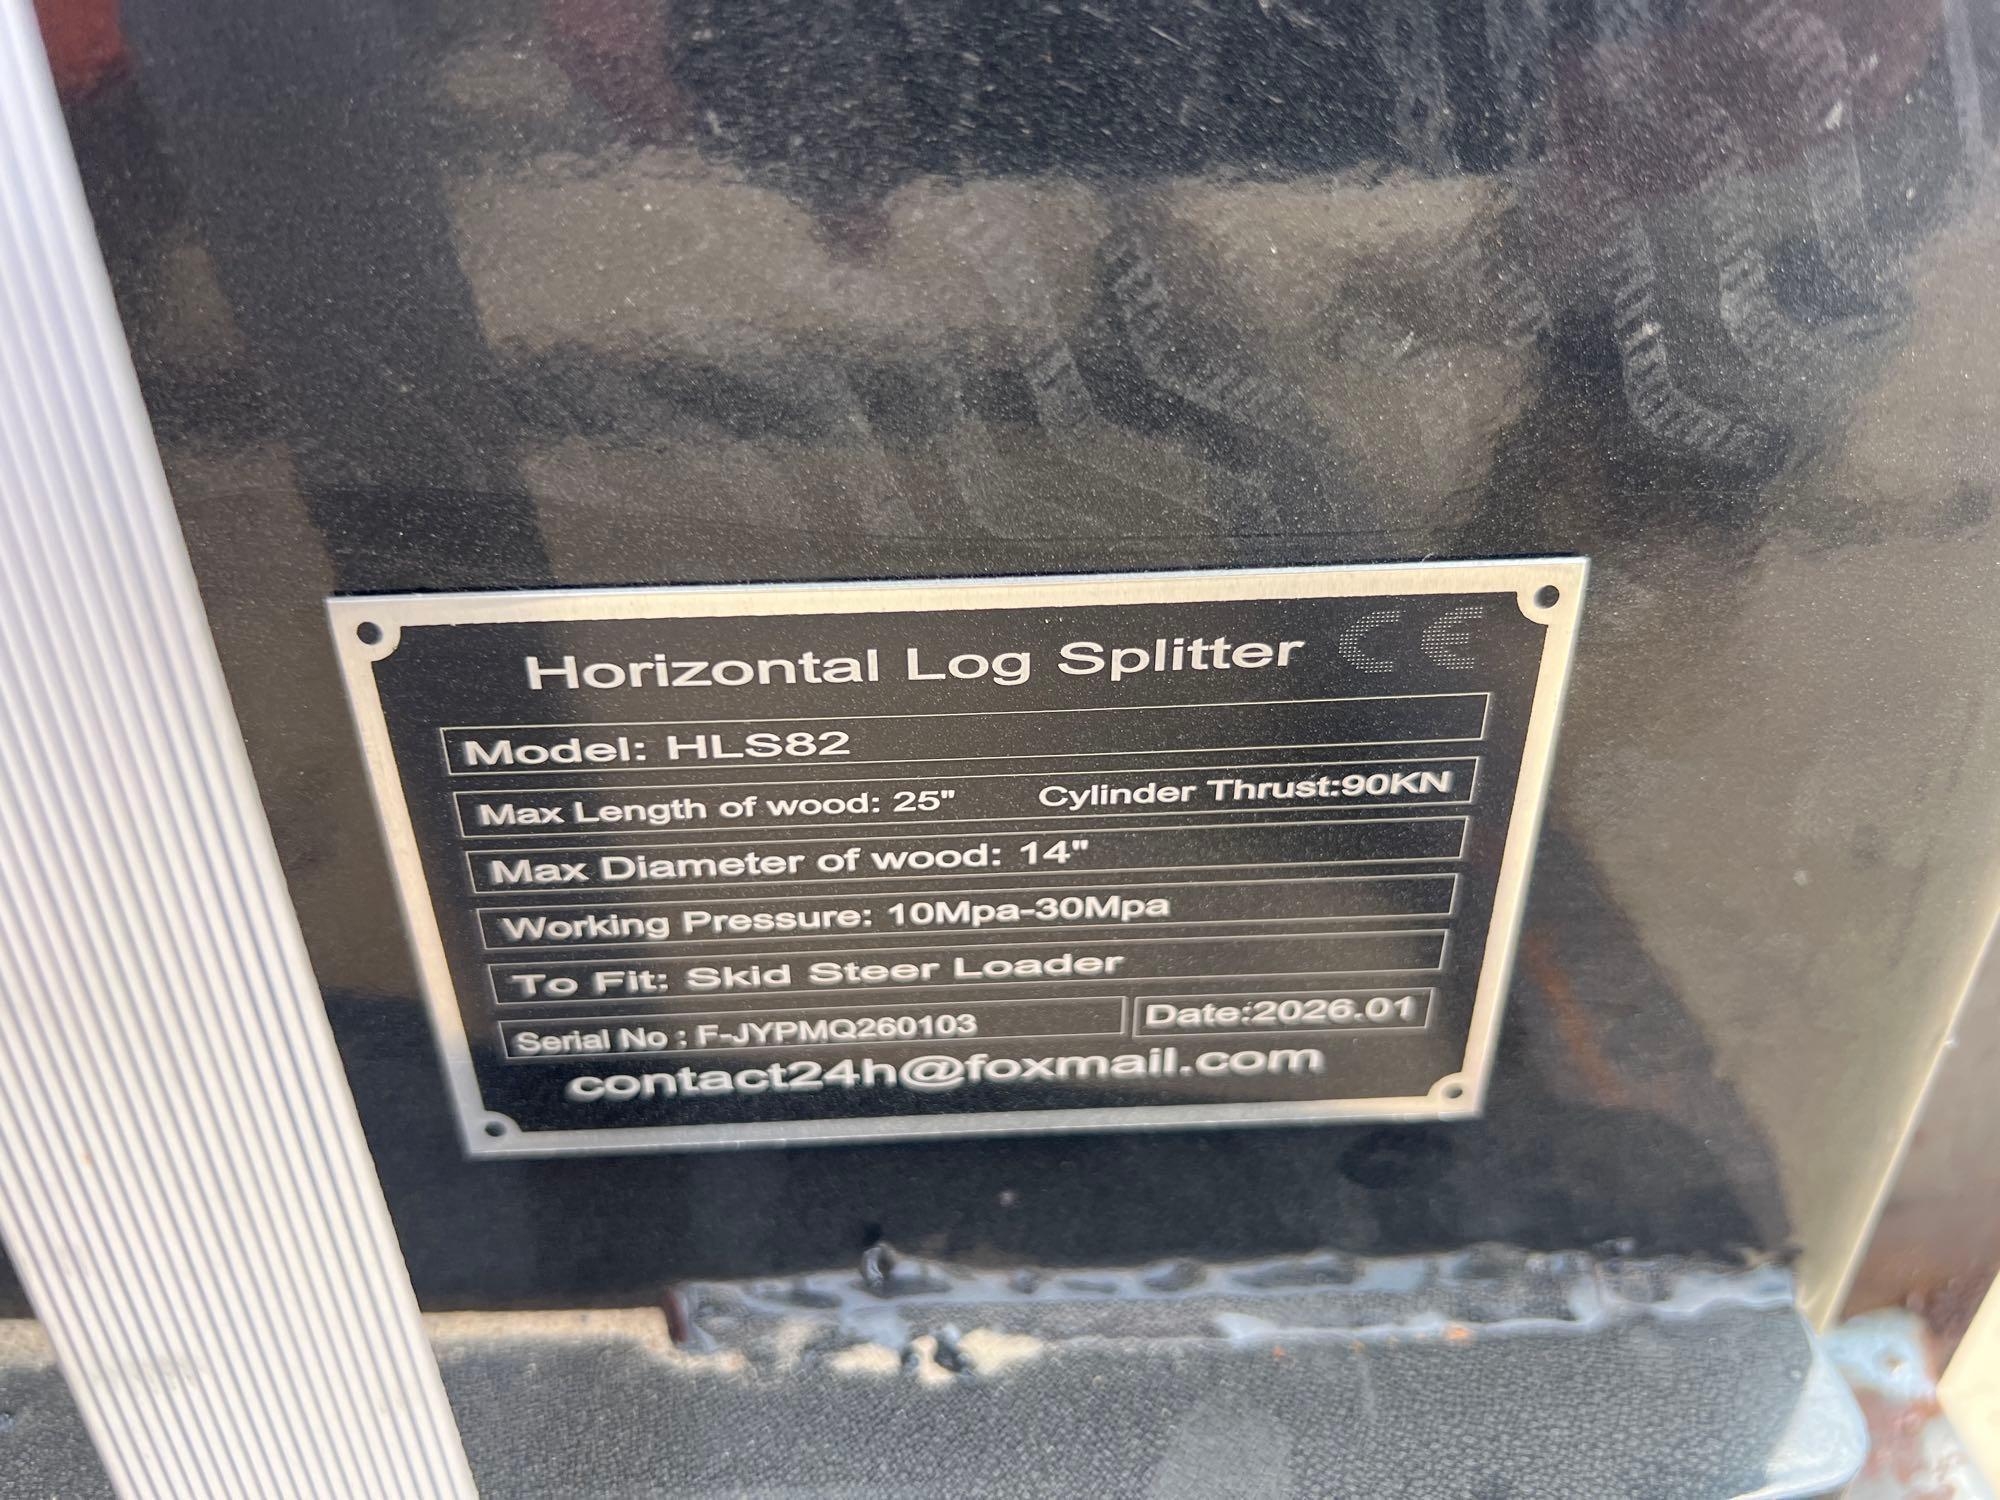 Horizontal Log Splitter CE
Model: HLS82
Max Length of wood: 25" Cylinder Thrust:90KN
Max Diameter of wood: 14"
Working Pressure: 10Mpa-30Mpa
To Fit: Skid Steer Loader
Serial No : F-JYPMQ260103 Date:2026.01
contact24h@foxmail.com